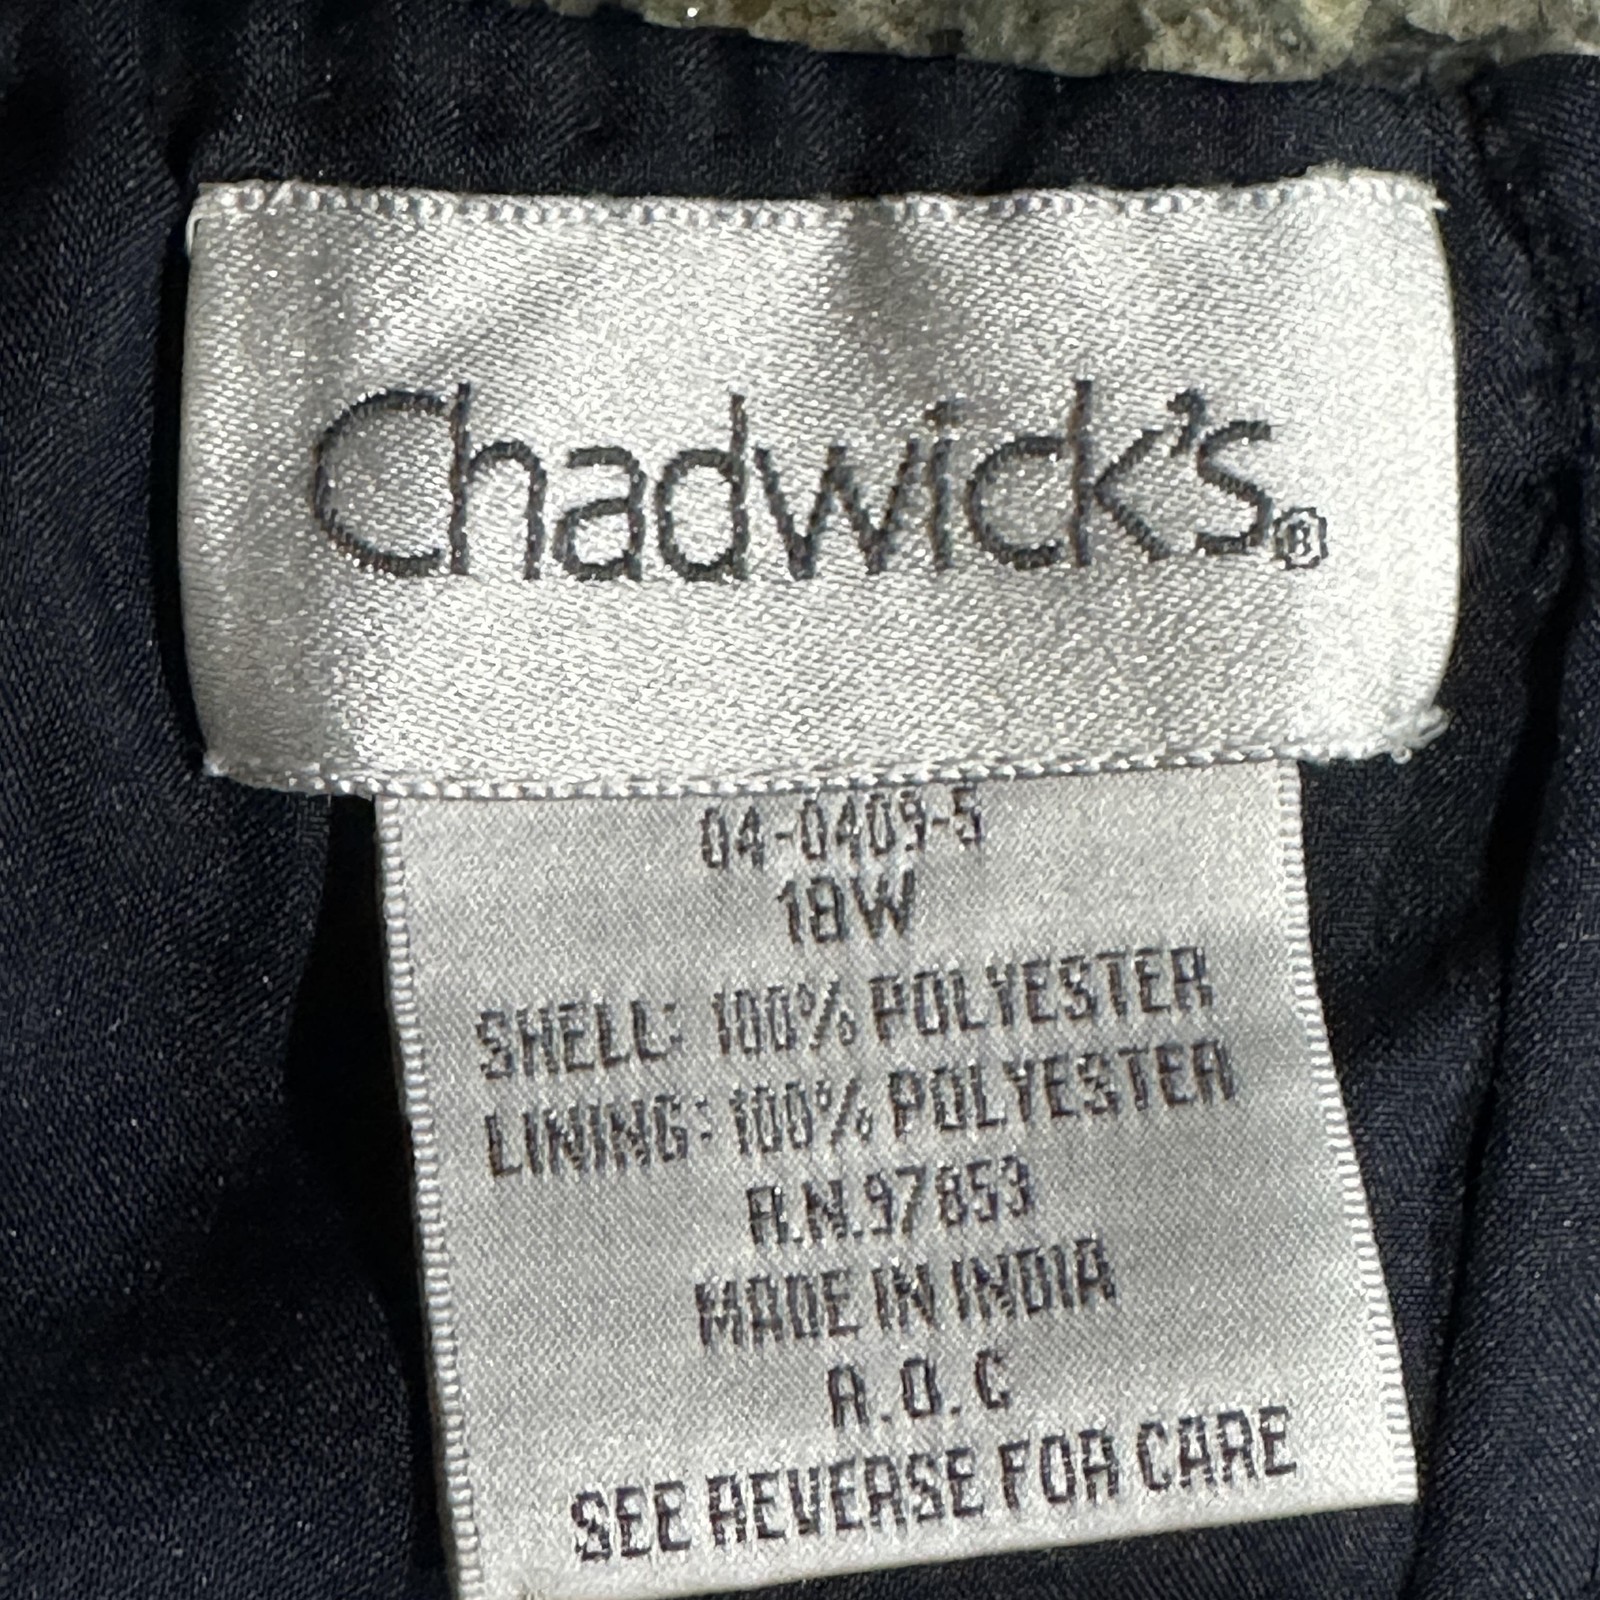 Chadwick's®
04-0409-5
18W
SHELL: 100% POLYESTER
LINING: 100% POLYESTER
R.N.97853
MADE IN INDIA
R.O.C
SEE REVERSE FOR CARE